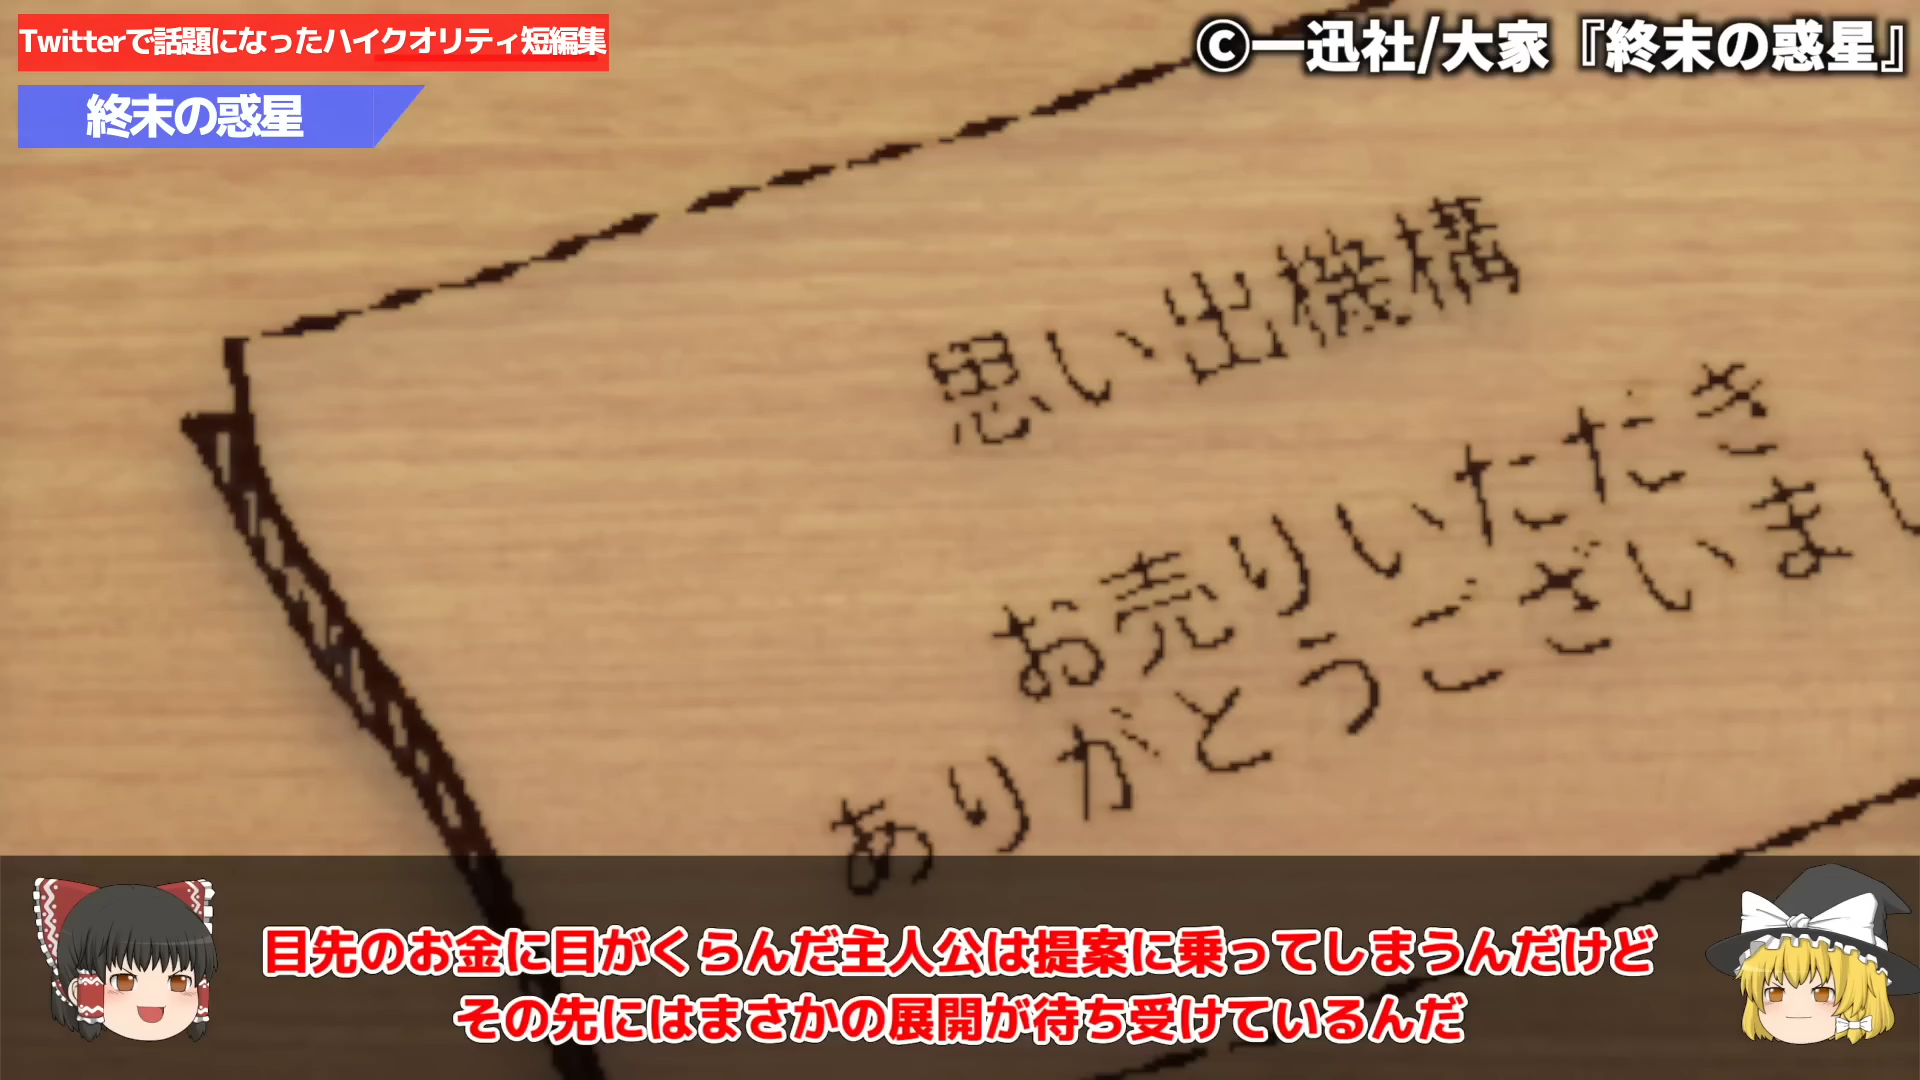 Twitterで話題になったハイクオリティ短編集
©一迅社/大家『終末の惑星』
終末の惑星
思い出機構
お売りいただき
ありがとうございまし
目先のお金に目がくらんだ主人公は提案に乗ってしまうんだけど
その先にはまさかの展開が待ち受けているんだ